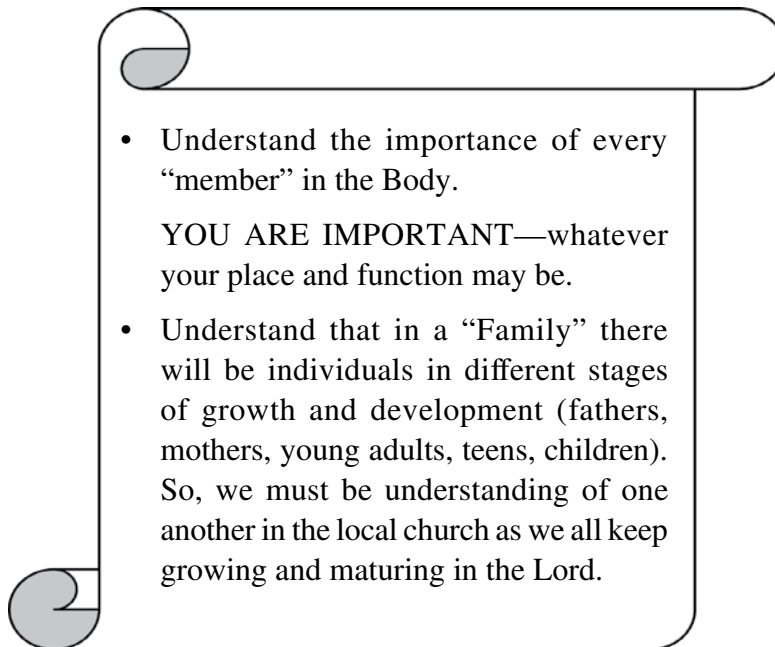 • Understand the importance of every
“member” in the Body.
YOU ARE IMPORTANT—whatever
your place and function may be.
• Understand that in a “Family” there
will be individuals in different stages
of growth and development (fathers,
mothers, young adults, teens, children).
So, we must be understanding of one
another in the local church as we all keep
growing and maturing in the Lord.